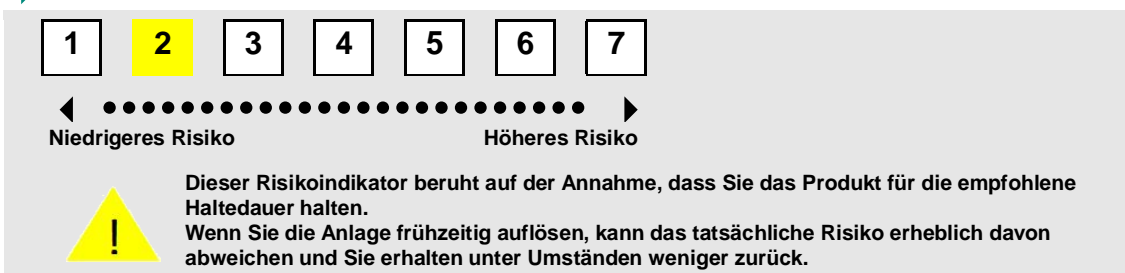 1 2 3 4 5 6 7
Niedrigeres Risiko Höheres Risiko
Dieser Risikoindikator beruht auf der Annahme, dass Sie das Produkt für die empfohlene
Haltedauer halten.
Wenn Sie die Anlage frühzeitig auflösen, kann das tatsächliche Risiko erheblich davon
abweichen und Sie erhalten unter Umständen weniger zurück.
!